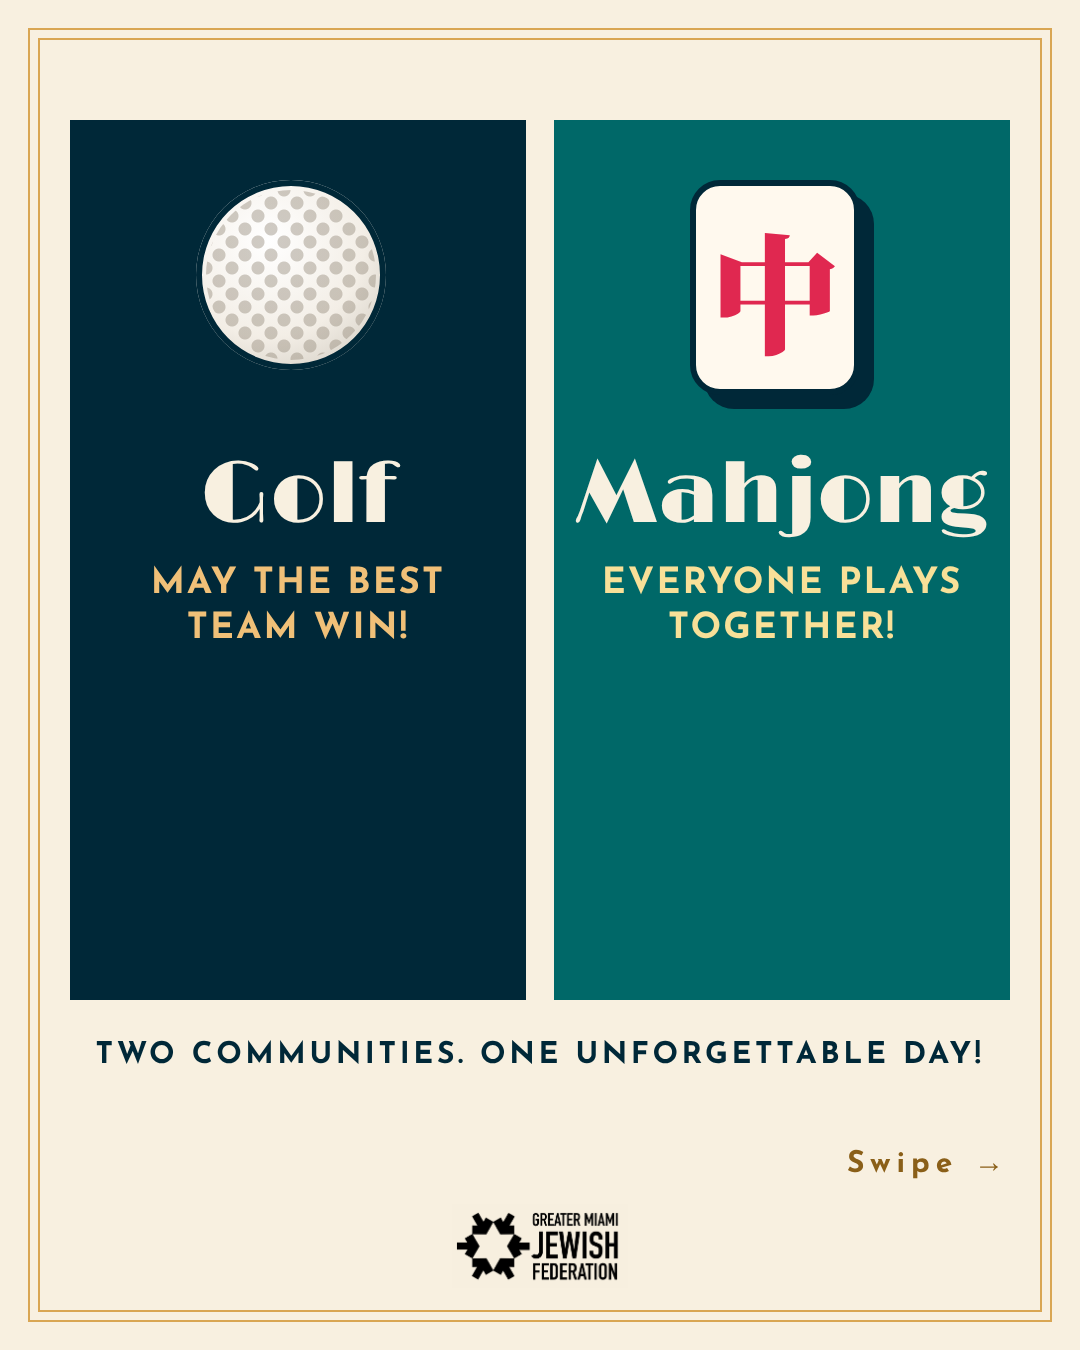 中
Golf
MAY THE BEST
TEAM WIN!
Mahjong
EVERYONE PLAYS
TOGETHER!
TWO COMMUNITIES. ONE UNFORGETTABLE DAY!
Swipe →
GREATER MIAMI
JEWISH
FEDERATION